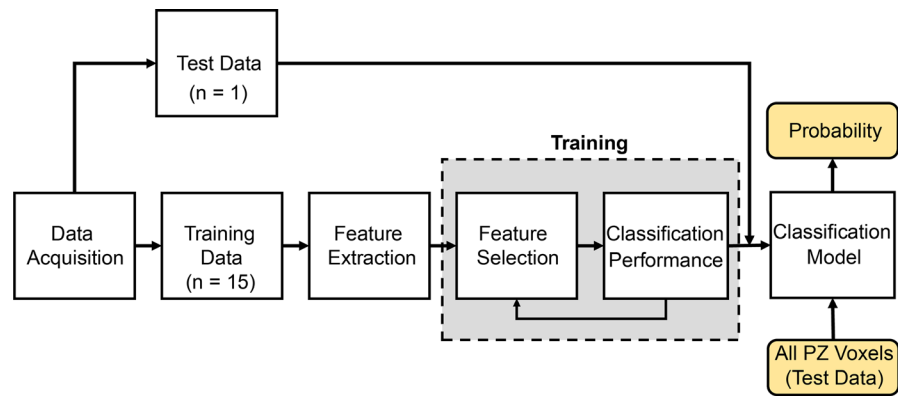 Test Data
(n = 1)
Training
Probability
Data
Acquisition
Training
Data
(n = 15)
Feature
Extraction
Feature
Selection
Classification
Performance
Classification
Model
All PZ Voxels
(Test Data)